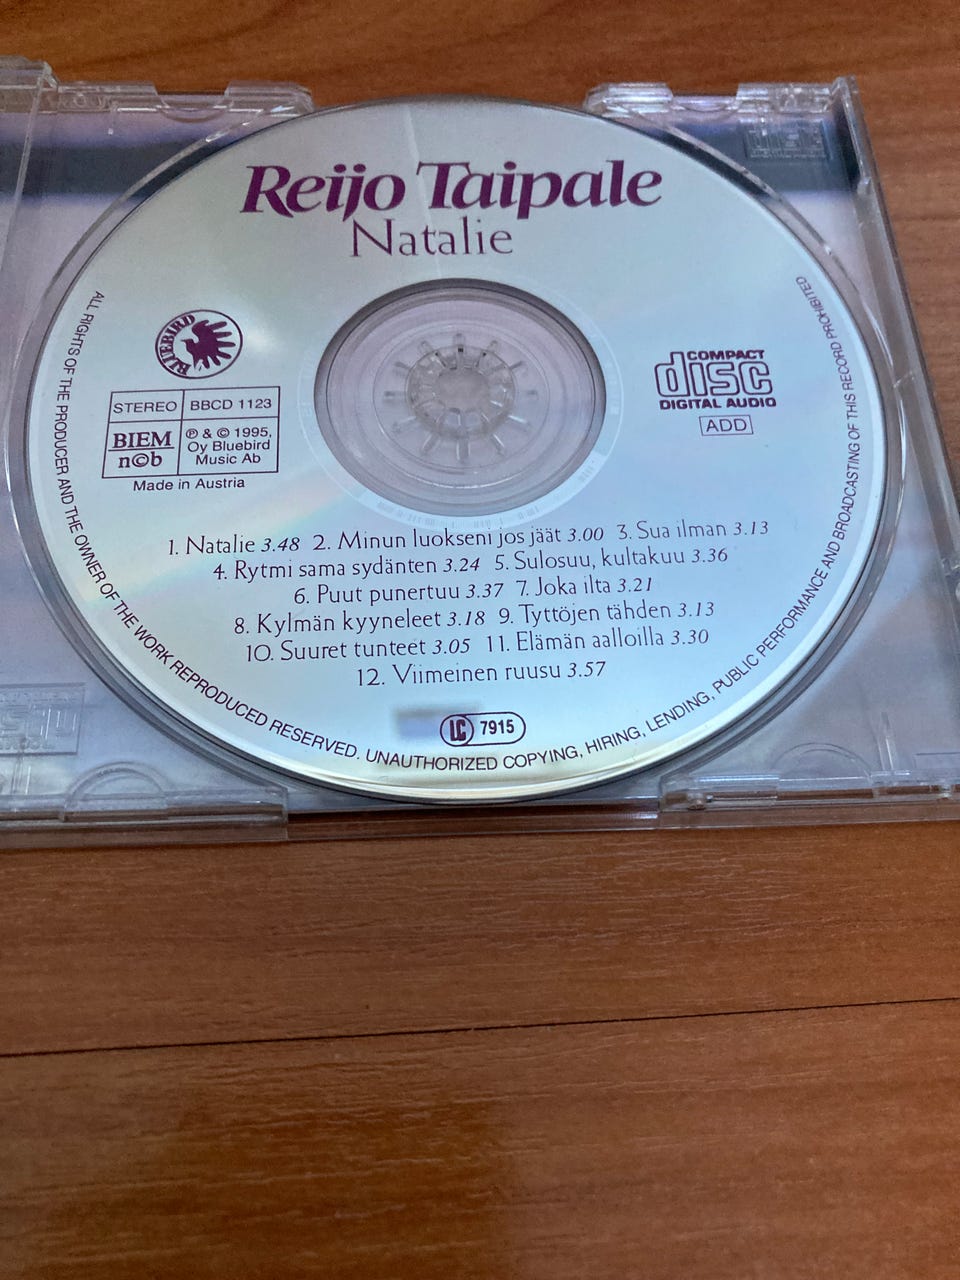 Reijo Taipale
Natalie
BLUEBIRD
STEREO
BBCD 1123
BIEM
n©b
℗ & © 1995,
Oy Bluebird
Music Ab
Made in Austria
COMPACT
disc
DIGITAL AUDIO
ADD
1. Natalie 3.48 2. Minun luokseni jos jäät 3.00 3. Sua ilman 3.13
4. Rytmi sama sydänten 3.24 5. Sulosuu, kultakuu 3.36
6. Puut punertuu 3.37 7. Joka ilta 3.21
8. Kylmän kyyneleet 3.18 9. Tyttöjen tähden 3.13
10. Suuret tunteet 3.05 11. Elämän aalloilla 3.30
12. Viimeinen ruusu 3.57
LC 7915
ALL RIGHTS OF THE PRODUCER AND THE OWNER OF THE WORK REPRODUCED RESERVED. UNAUTHORIZED COPYING, HIRING, LENDING, PUBLIC PERFORMANCE AND BROADCASTING OF THIS RECORD PROHIBITED